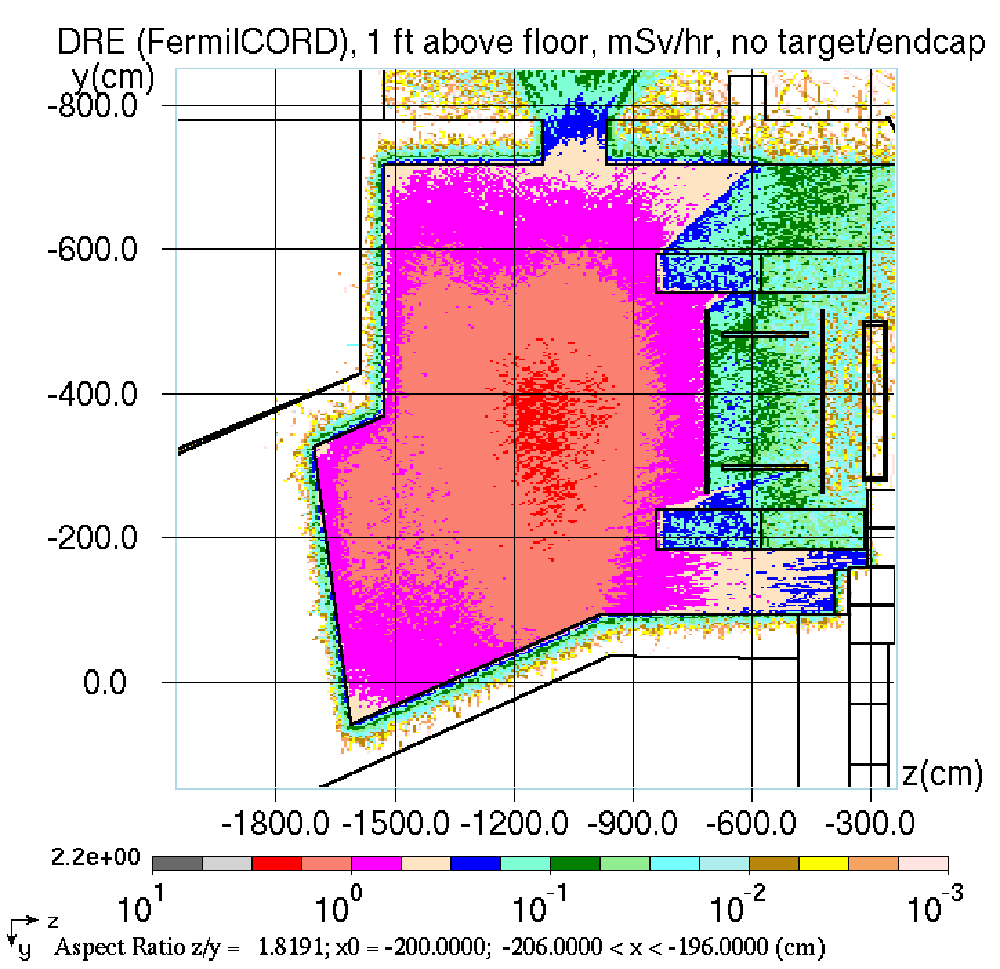 DRE (FermilCORD), 1 ft above floor, mSv/hr, no target/endcap
y(cm)
-800.0
-600.0
-400.0
-200.0
0.0
z(cm)
-1800.0 -1500.0 -1200.0 -900.0 -600.0 -300.0
2.2e+00
10^1 10^0 10^-1 10^-2 10^-3
z
y
Aspect Ratio z/y = 1.8191; x0 = -200.0000; -206.0000 < x < -196.0000 (cm)